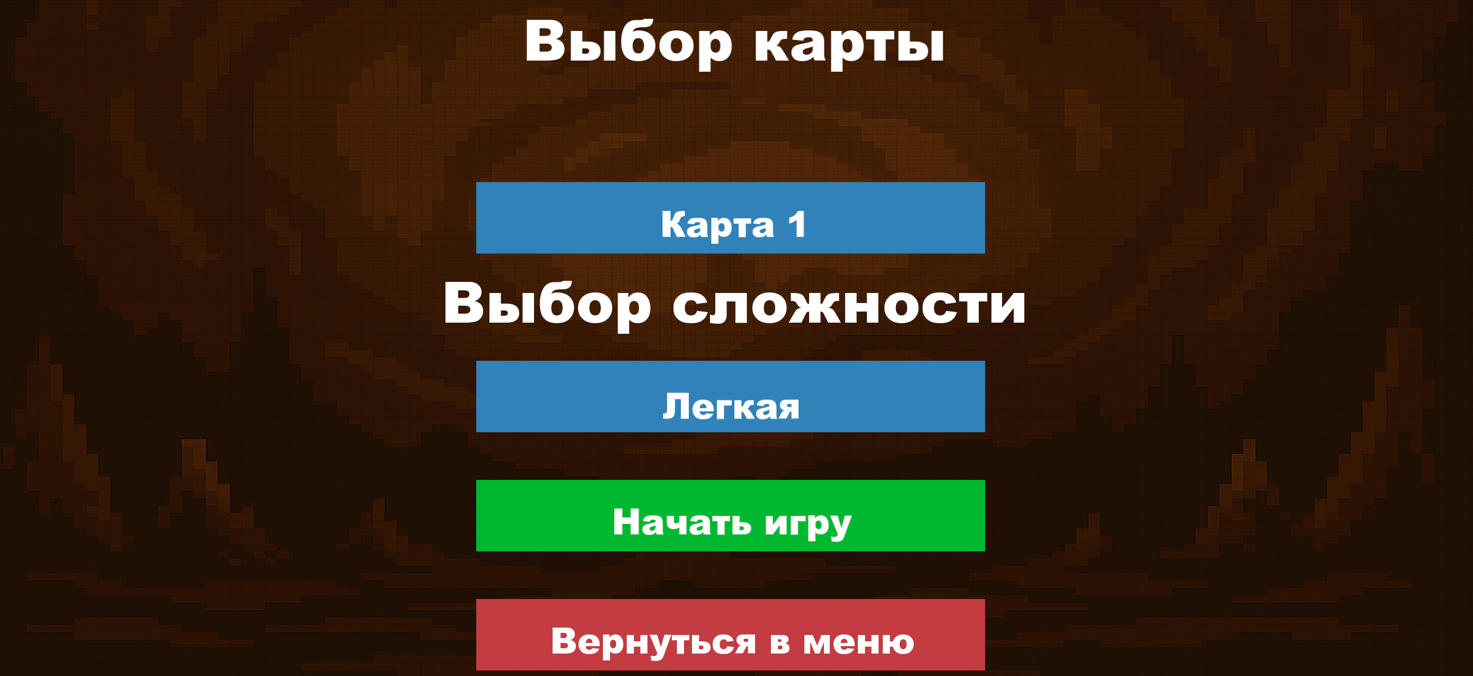 Выбор карты
Карта 1
Выбор сложности
Легкая
Начать игру
Вернуться в меню